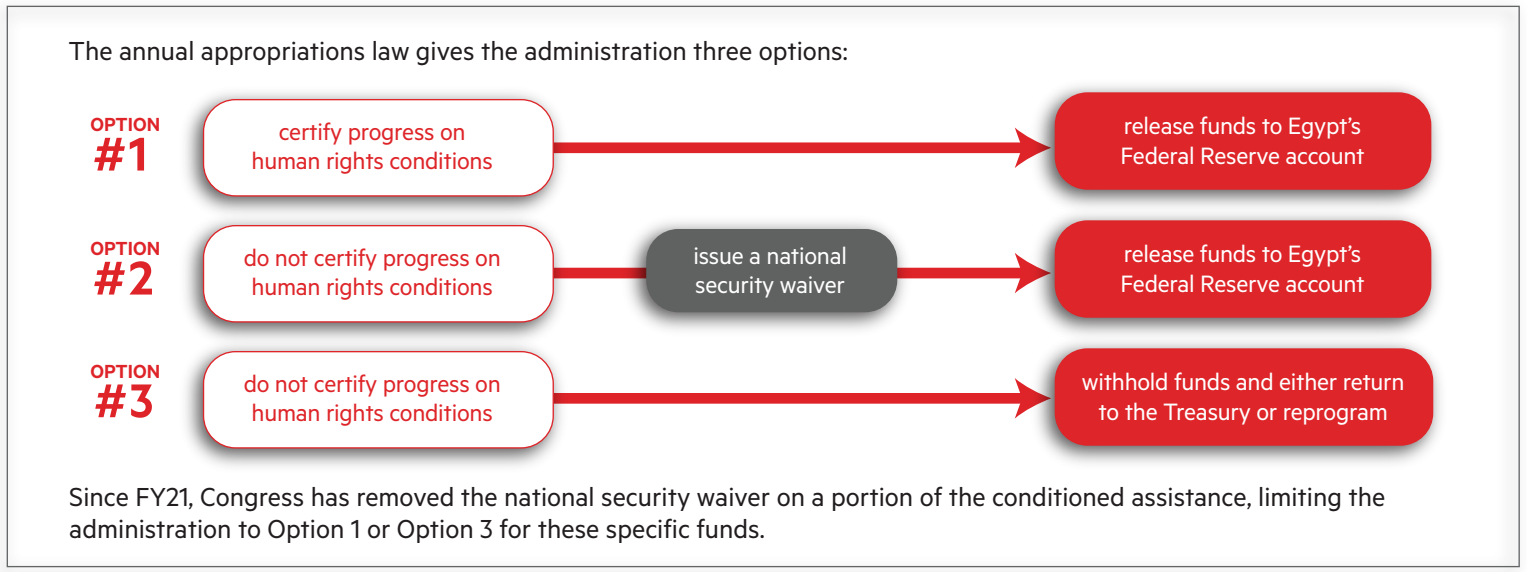 The annual appropriations law gives the administration three options:
OPTION
#1
certify progress on
human rights conditions
release funds to Egypt’s
Federal Reserve account
OPTION
#2
do not certify progress on
human rights conditions
issue a national
security waiver
release funds to Egypt’s
Federal Reserve account
OPTION
#3
do not certify progress on
human rights conditions
withhold funds and either return
to the Treasury or reprogram
Since FY21, Congress has removed the national security waiver on a portion of the conditioned assistance, limiting the
administration to Option 1 or Option 3 for these specific funds.